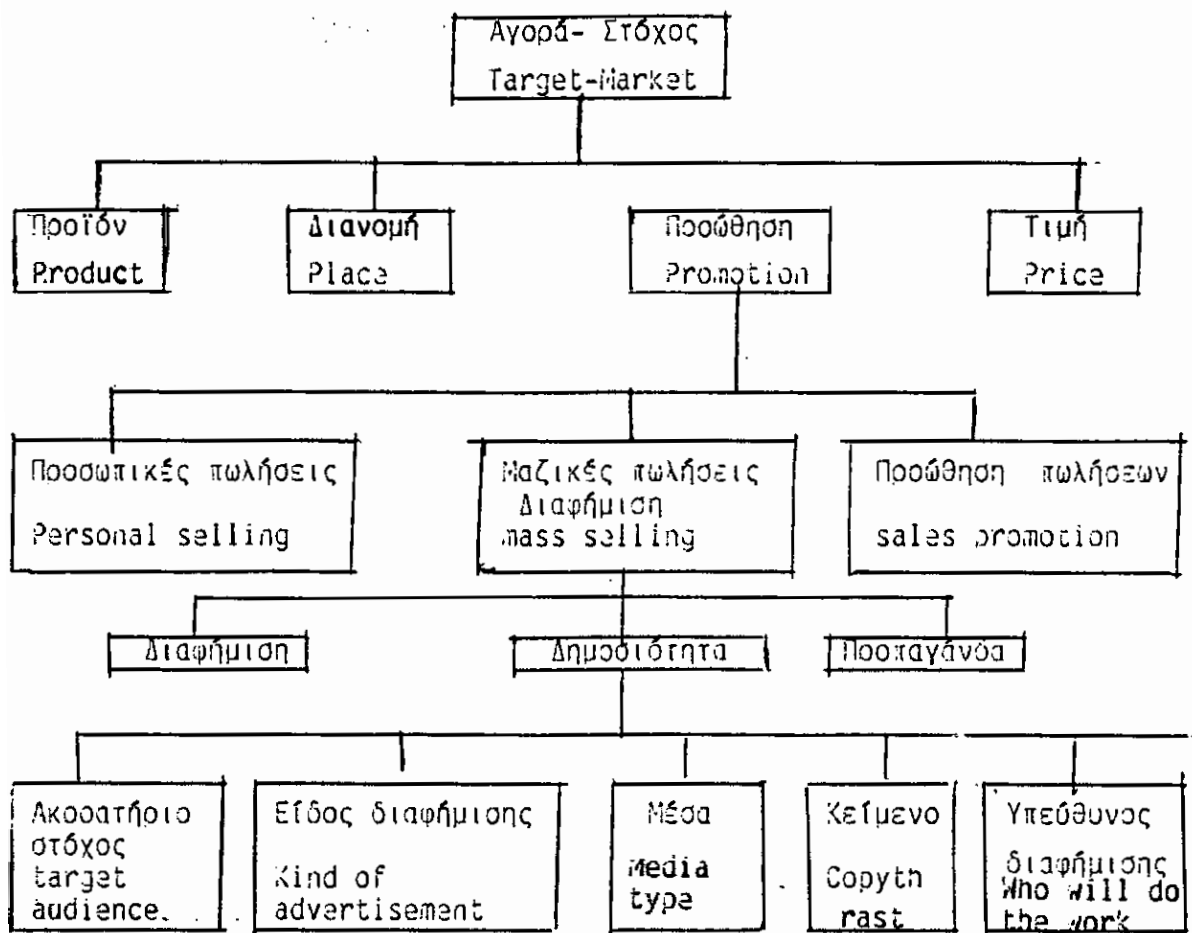 Αγορά- Στόχος
Target-Market
Προϊόν
Product
Διανομή
Place
Προώθηση
Promotion
Τιμή
Price
Προσωπικές πωλήσεις
Personal selling
Μαζικές πωλήσεις
Διαφήμιση
mass selling
Προώθηση πωλήσεων
sales promotion
Διαφήμιση
Δημοσιότητα
Προπαγάνδα
Ακροατήριο
στόχος
target
audience.
Είδος διαφήμισης
Kind of
advertisement
Μέσα
Media
type
Κείμενο
Copyth
rast
Υπεύθυνος
διαφήμισης
Who will do
the work